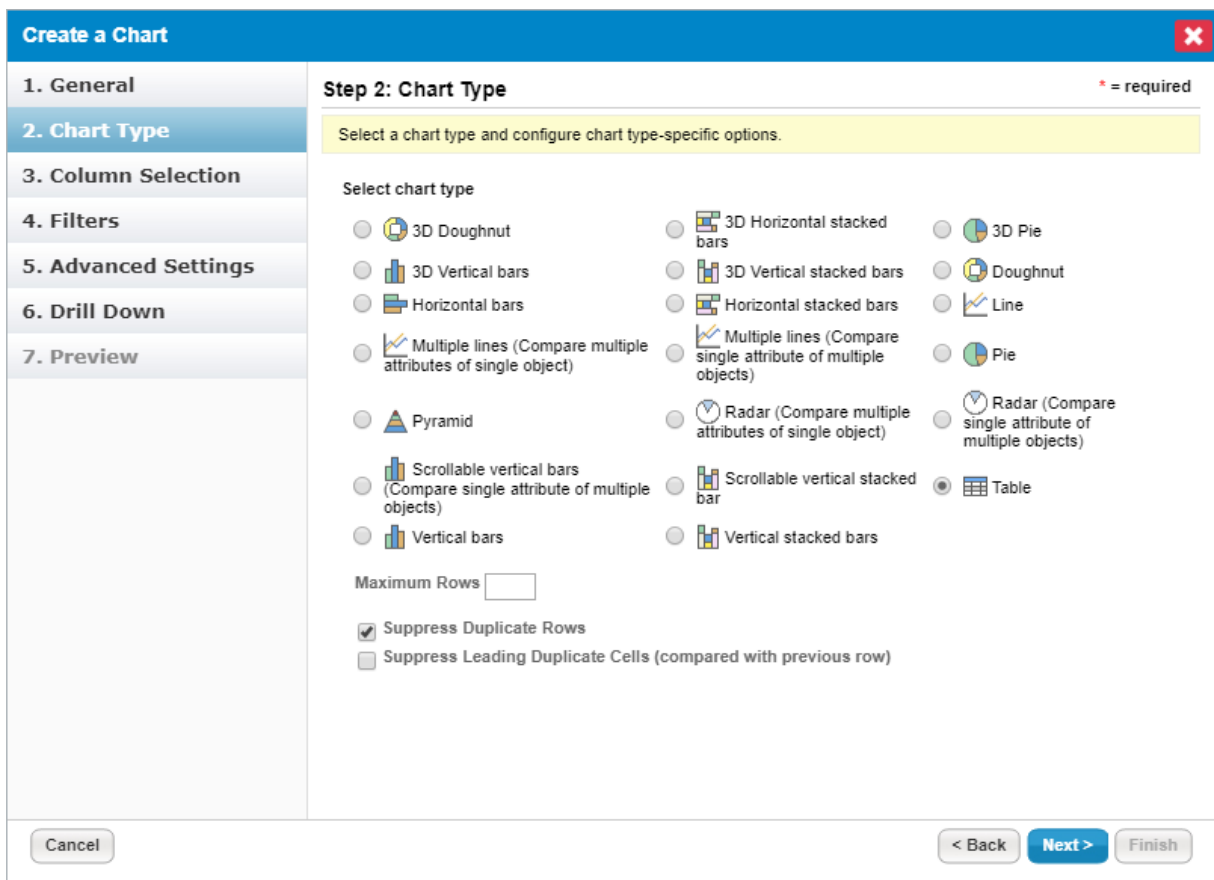 Create a Chart
1. General
2. Chart Type
3. Column Selection
4. Filters
5. Advanced Settings
6. Drill Down
7. Preview
Step 2: Chart Type
* = required
Select a chart type and configure chart type-specific options.
Select chart type
3D Doughnut
3D Horizontal stacked
bars
3D Pie
3D Vertical bars
3D Vertical stacked bars
Doughnut
Horizontal bars
Horizontal stacked bars
Line
Multiple lines (Compare multiple
attributes of single object)
Multiple lines (Compare
single attribute of multiple
objects)
Pie
Pyramid
Radar (Compare multiple
attributes of single object)
Radar (Compare
single attribute of
multiple objects)
Scrollable vertical bars
(Compare single attribute of multiple
objects)
Scrollable vertical stacked
bar
Table
Vertical bars
Vertical stacked bars
Maximum Rows
Suppress Duplicate Rows
Suppress Leading Duplicate Cells (compared with previous row)
Cancel
< Back
Next >
Finish